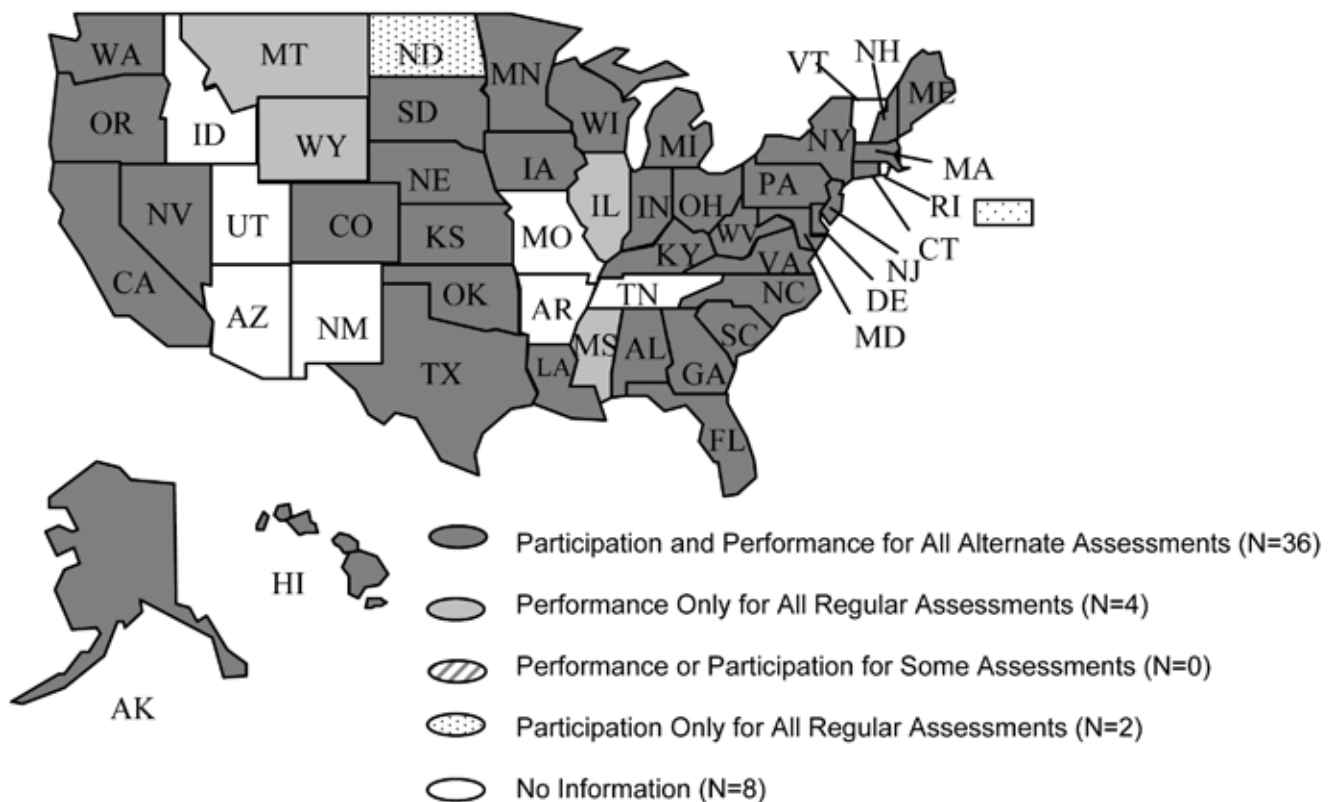 WA
MT
ND
MN
VT
NH
ME
OR
ID
SD
WI
NY
WY
MI
MA
IA
NE
PA
RI
NV
UT
CO
IL
IN
OH
CT
KS
MO
WV
KY
VA
NJ
CA
DE
OK
TN
NC
AZ
NM
AR
MD
SC
MS
AL
TX
LA
GA
FL
Participation and Performance for All Alternate Assessments (N=36)
HI
Performance Only for All Regular Assessments (N=4)
Performance or Participation for Some Assessments (N=0)
AK
Participation Only for All Regular Assessments (N=2)
No Information (N=8)